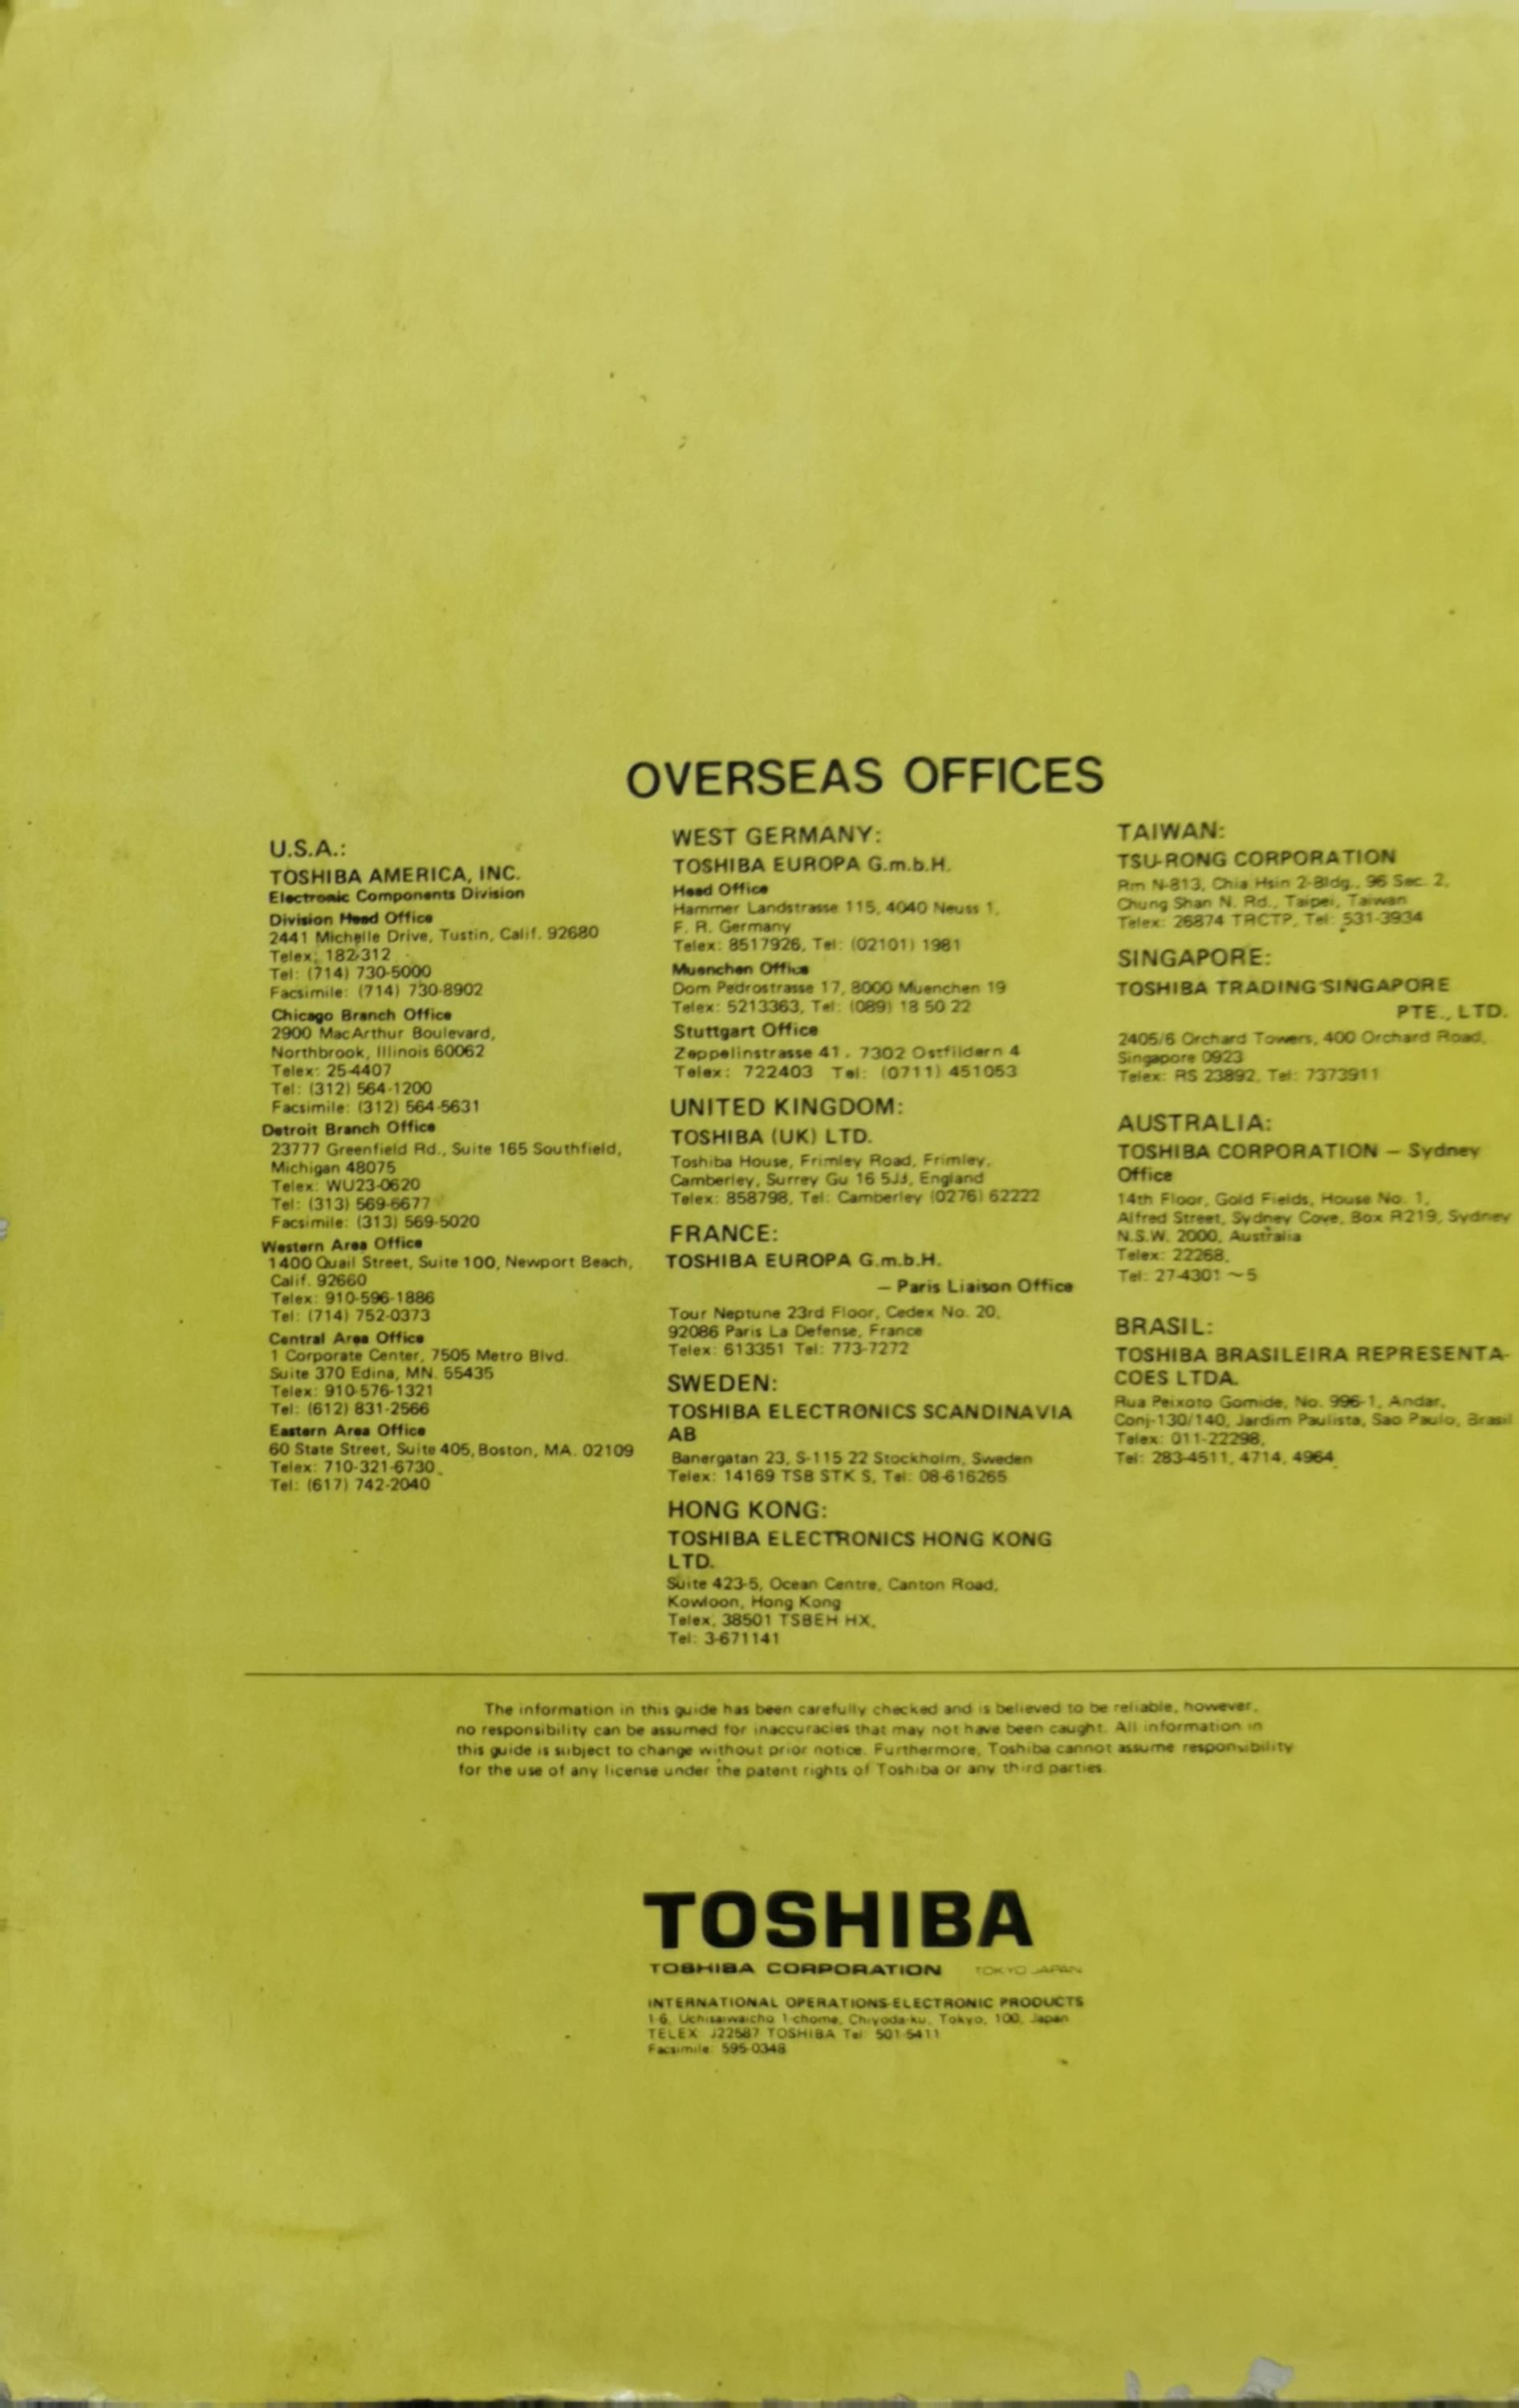 OVERSEAS OFFICES
U.S.A.:
TOSHIBA AMERICA, INC.
Electronic Components Division
Division Head Office
2441 Michelle Drive, Tustin, Calif. 92680
Telex: 182-312
Tel: (714) 730-5000
Facsimile: (714) 730-8902
Chicago Branch Office
2900 MacArthur Boulevard,
Northbrook, Illinois 60062
Telex: 25-4407
Tel: (312) 564-1200
Facsimile: (312) 564-5631
Detroit Branch Office
23777 Greenfield Rd., Suite 165 Southfield,
Michigan 48075
Telex: WU23-0620
Tel: (313) 569-6677
Facsimile: (313) 569-5020
Western Area Office
1400 Quail Street, Suite 100, Newport Beach,
Calif. 92660
Telex: 910-596-1886
Tel: (714) 752-0373
Central Area Office
1 Corporate Center, 7505 Metro Blvd.
Suite 370 Edina, MN. 55435
Telex: 910-576-1321
Tel: (612) 831-2566
Eastern Area Office
60 State Street, Suite 405, Boston, MA. 02109
Telex: 710-321-6730
Tel: (617) 742-2040
WEST GERMANY:
TOSHIBA EUROPA G.m.b.H.
Head Office
Hammer Landstrasse 115, 4040 Neuss 1,
F. R. Germany
Telex: 8517926, Tel: (02101) 1981
Muenchen Office
Dom Pedrostrasse 17, 8000 Muenchen 19
Telex: 5213363, Tel: (089) 18 50 22
Stuttgart Office
Zeppelinstrasse 41, 7302 Ostfildern 4
Telex: 722403 Tel: (0711) 451053
UNITED KINGDOM:
TOSHIBA (UK) LTD.
Toshiba House, Frimley Road, Frimley,
Camberley, Surrey Gu 16 5JJ, England
Telex: 858798, Tel: Camberley (0276) 62222
FRANCE:
TOSHIBA EUROPA G.m.b.H.
– Paris Liaison Office
Tour Neptune 23rd Floor, Cedex No. 20,
92086 Paris La Defense, France
Telex: 613351 Tel: 773-7272
SWEDEN:
TOSHIBA ELECTRONICS SCANDINAVIA
AB
Banergatan 23, S-115 22 Stockholm, Sweden
Telex: 14169 TSB STK S, Tel: 08-616265
HONG KONG:
TOSHIBA ELECTRONICS HONG KONG
LTD.
Suite 423-5, Ocean Centre, Canton Road,
Kowloon, Hong Kong
Telex. 38501 TSBEH HX,
Tel: 3-671141
TAIWAN:
TSU-RONG CORPORATION
Rm N-813, Chia Hsin 2-Bldg., 96 Sec. 2,
Chung Shan N. Rd., Taipei, Taiwan
Telex: 26874 TRCTP, Tel: 531-3934
SINGAPORE:
TOSHIBA TRADING SINGAPORE
PTE., LTD.
2405/6 Orchard Towers, 400 Orchard Road,
Singapore 0923
Telex: RS 23892, Tel: 7373911
AUSTRALIA:
TOSHIBA CORPORATION – Sydney
Office
14th Floor, Gold Fields, House No. 1,
Alfred Street, Sydney Cove, Box R219, Sydney
N.S.W. 2000, Australia
Telex: 22268,
Tel: 27-4301 ~ 5
BRASIL:
TOSHIBA BRASILEIRA REPRESENTA-
COES LTDA.
Rua Peixoto Gomide, No. 996-1, Andar,
Conj-130/140, Jardim Paulista, Sao Paulo, Brasil
Telex: 011-22298,
Tel: 283-4511, 4714, 4964
The information in this guide has been carefully checked and is believed to be reliable, however,
no responsibility can be assumed for inaccuracies that may not have been caught. All information in
this guide is subject to change without prior notice. Furthermore, Toshiba cannot assume responsibility
for the use of any license under the patent rights of Toshiba or any third parties.
TOSHIBA
TOSHIBA CORPORATION TOKYO JAPAN
INTERNATIONAL OPERATIONS-ELECTRONIC PRODUCTS
1-6, Uchisaiwaicho 1-chome, Chiyoda-ku, Tokyo, 100, Japan
TELEX J22587 TOSHIBA Tel: 501-5411
Facsimile: 595-0348